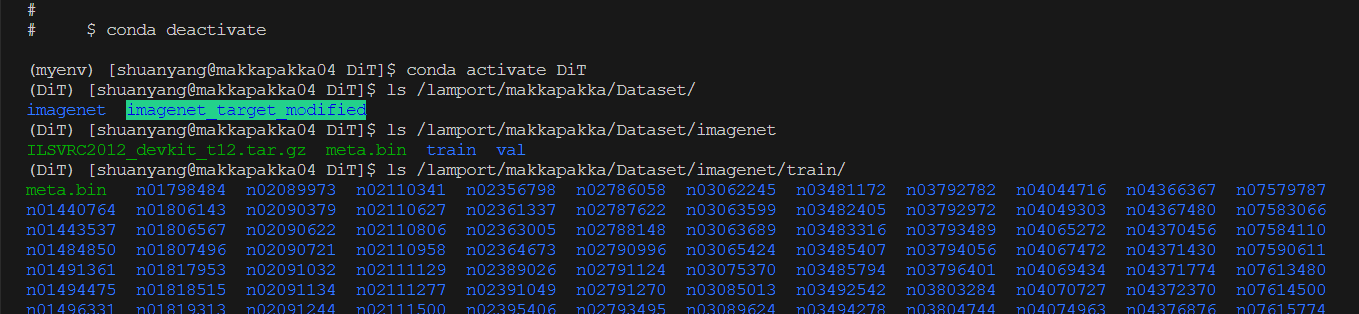 #
#     $ conda deactivate
(myenv) [shuanyang@makkapakka04 DiT]$ conda activate DiT
(DiT) [shuanyang@makkapakka04 DiT]$ ls /lamport/makkapakka/Dataset/
imagenet  imagenet_target_modified
(DiT) [shuanyang@makkapakka04 DiT]$ ls /lamport/makkapakka/Dataset/imagenet
ILSVRC2012_devkit_t12.tar.gz  meta.bin  train  val
(DiT) [shuanyang@makkapakka04 DiT]$ ls /lamport/makkapakka/Dataset/imagenet/train/
meta.bin   n01798484  n02089973  n02110341  n02356798  n02786058  n03062245  n03481172  n03792782  n04044716  n04366367  n07579787
n01440764  n01806143  n02090379  n02110627  n02361337  n02787622  n03063599  n03482405  n03792972  n04049303  n04367480  n07583066
n01443537  n01806567  n02090622  n02110806  n02363005  n02788148  n03063689  n03483316  n03793489  n04065272  n04370456  n07584110
n01484850  n01807496  n02090721  n02110958  n02364673  n02790996  n03065424  n03485407  n03794056  n04067472  n04371430  n07590611
n01491361  n01817953  n02091032  n02111129  n02389026  n02791124  n03075370  n03485794  n03796401  n04069434  n04371774  n07613480
n01494475  n01818515  n02091134  n02111277  n02391049  n02791270  n03085013  n03492542  n03803284  n04070727  n04372370  n07614500
n01496331  n01819313  n02091244  n02111500  n02395406  n02793495  n03089624  n03494278  n03804744  n04074963  n04376876  n07615774